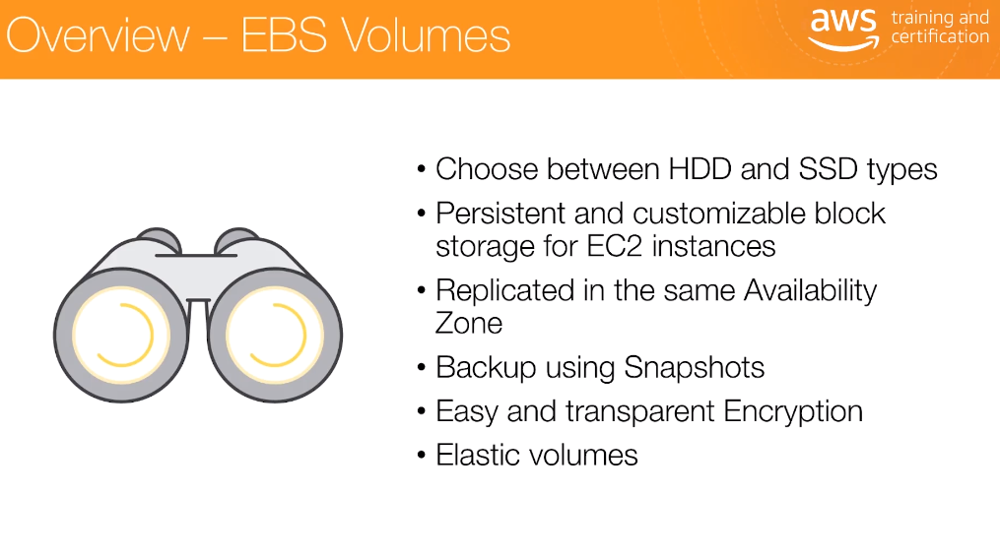 Overview – EBS Volumes
aws training and
certification
• Choose between HDD and SSD types
• Persistent and customizable block
storage for EC2 instances
• Replicated in the same Availability
Zone
• Backup using Snapshots
• Easy and transparent Encryption
• Elastic volumes